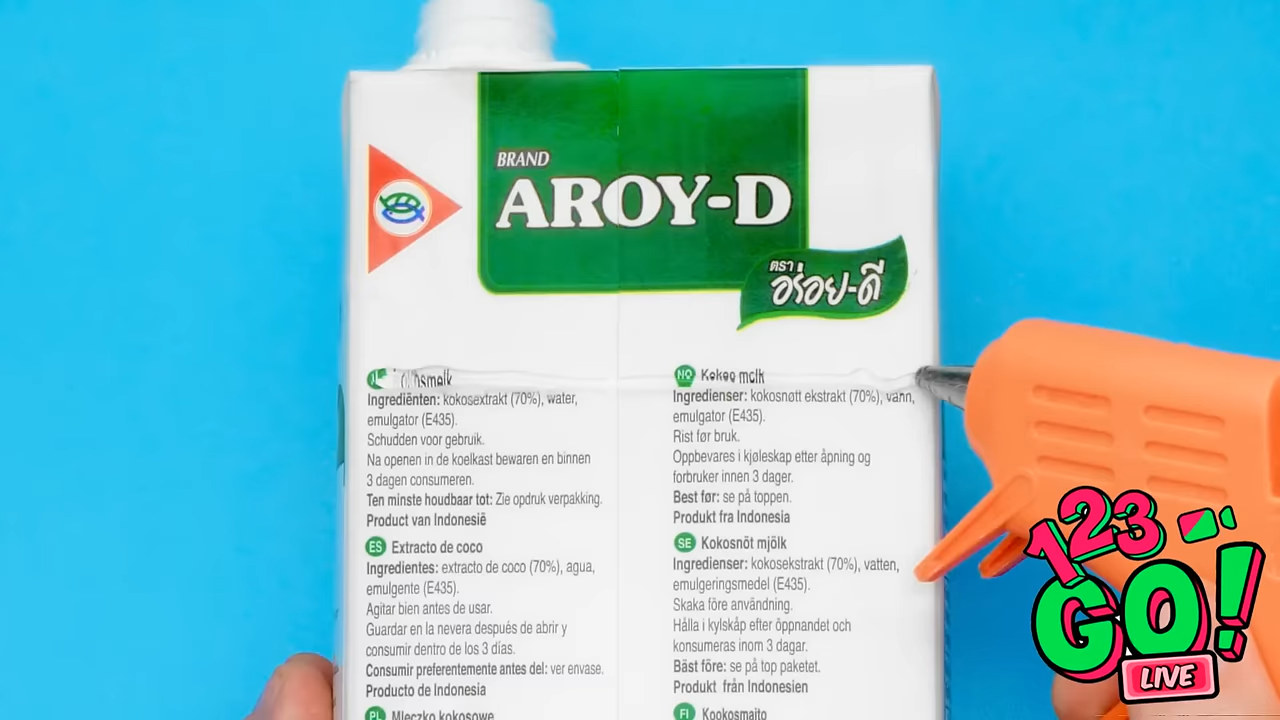 BRAND
AROY-D
ตรา
อร่อย-ดี
Ingrediënten: kokosextrakt (70%), water,
emulgator (E435).
Schudden voor gebruik.
Na openen in de koelkast bewaren en binnen
3 dagen consumeren.
Ten minste houdbaar tot: Zie opdruk verpakking.
Product van Indonesië
ES Extracto de coco
Ingredientes: extracto de coco (70%), agua,
emulgente (E435).
Agitar bien antes de usar.
Guardar en la nevera después de abrir y
consumir dentro de los 3 días.
Consumir preferentemente antes del: ver envase.
Producto de Indonesia
PL Mleczko kokosowe
NO Kokos melk
Ingredienser: kokosnøtt ekstrakt (70%), vann,
emulgator (E435).
Rist før bruk.
Oppbevares i kjøleskap etter åpning og
forbruker innen 3 dager.
Best før: se på toppen.
Produkt fra Indonesia
SE Kokosnöt mjölk
Ingredienser: kokosekstrakt (70%), vatten,
emulgeringsmedel (E435).
Skaka före användning.
Hålla i kylskåp efter öppnandet och
konsumeras inom 3 dagar.
Bäst före: se på top paketet.
Produkt från Indonesien
FI Kookosmaito
123
GO!
LIVE